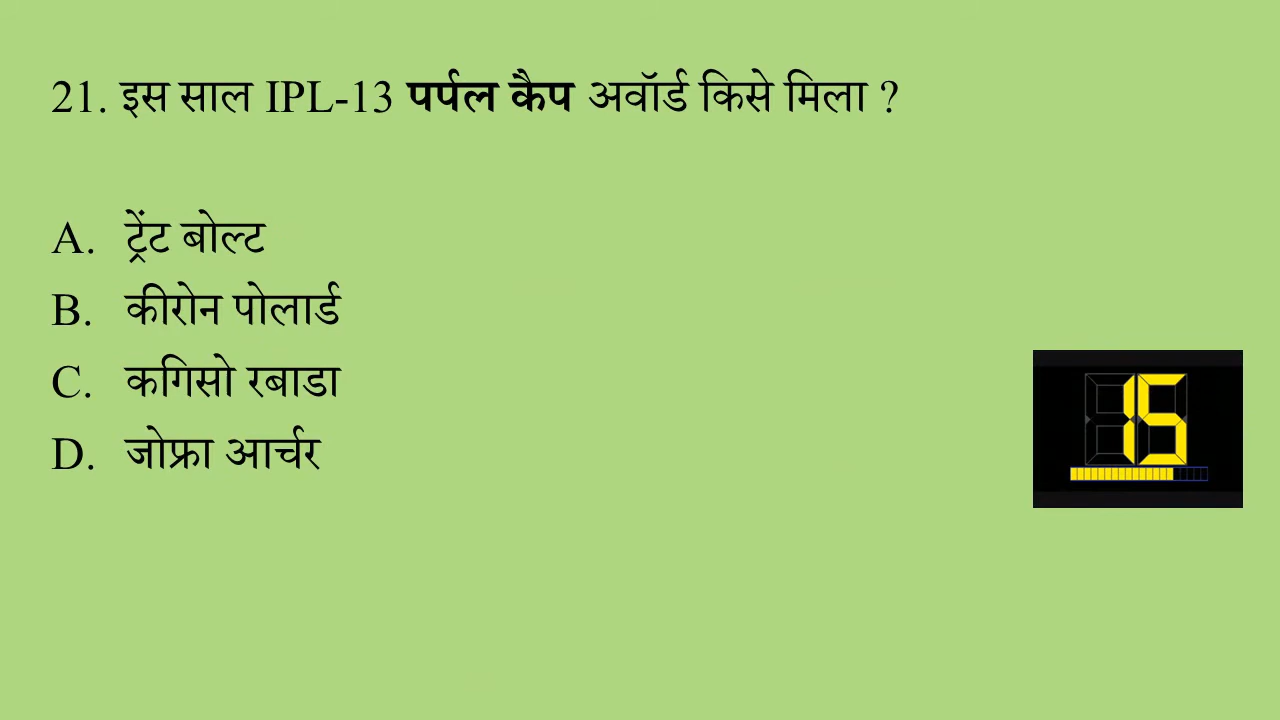 21. इस साल IPL-13 पर्पल कैप अवॉर्ड किसे मिला ?
A. ट्रेंट बोल्ट
B. कीरोन पोलार्ड
C. कगिसो रबाडा
D. जोफ्रा आर्चर
15